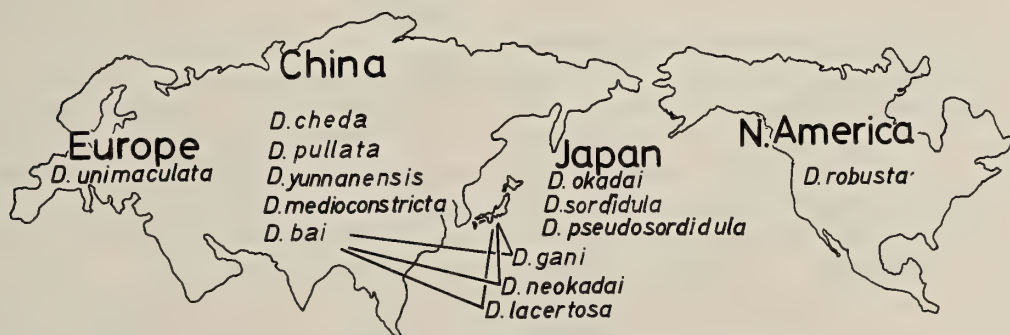 China
D. cheda
D. pullata
D. yunnanensis
D. medioconstricta
D. bai
Europe
D. unimaculata
Japan
D. okadai
D. sordidula
D. pseudosordidula
D. gani
D. neokadai
D. lacertosa
N. America
D. robusta